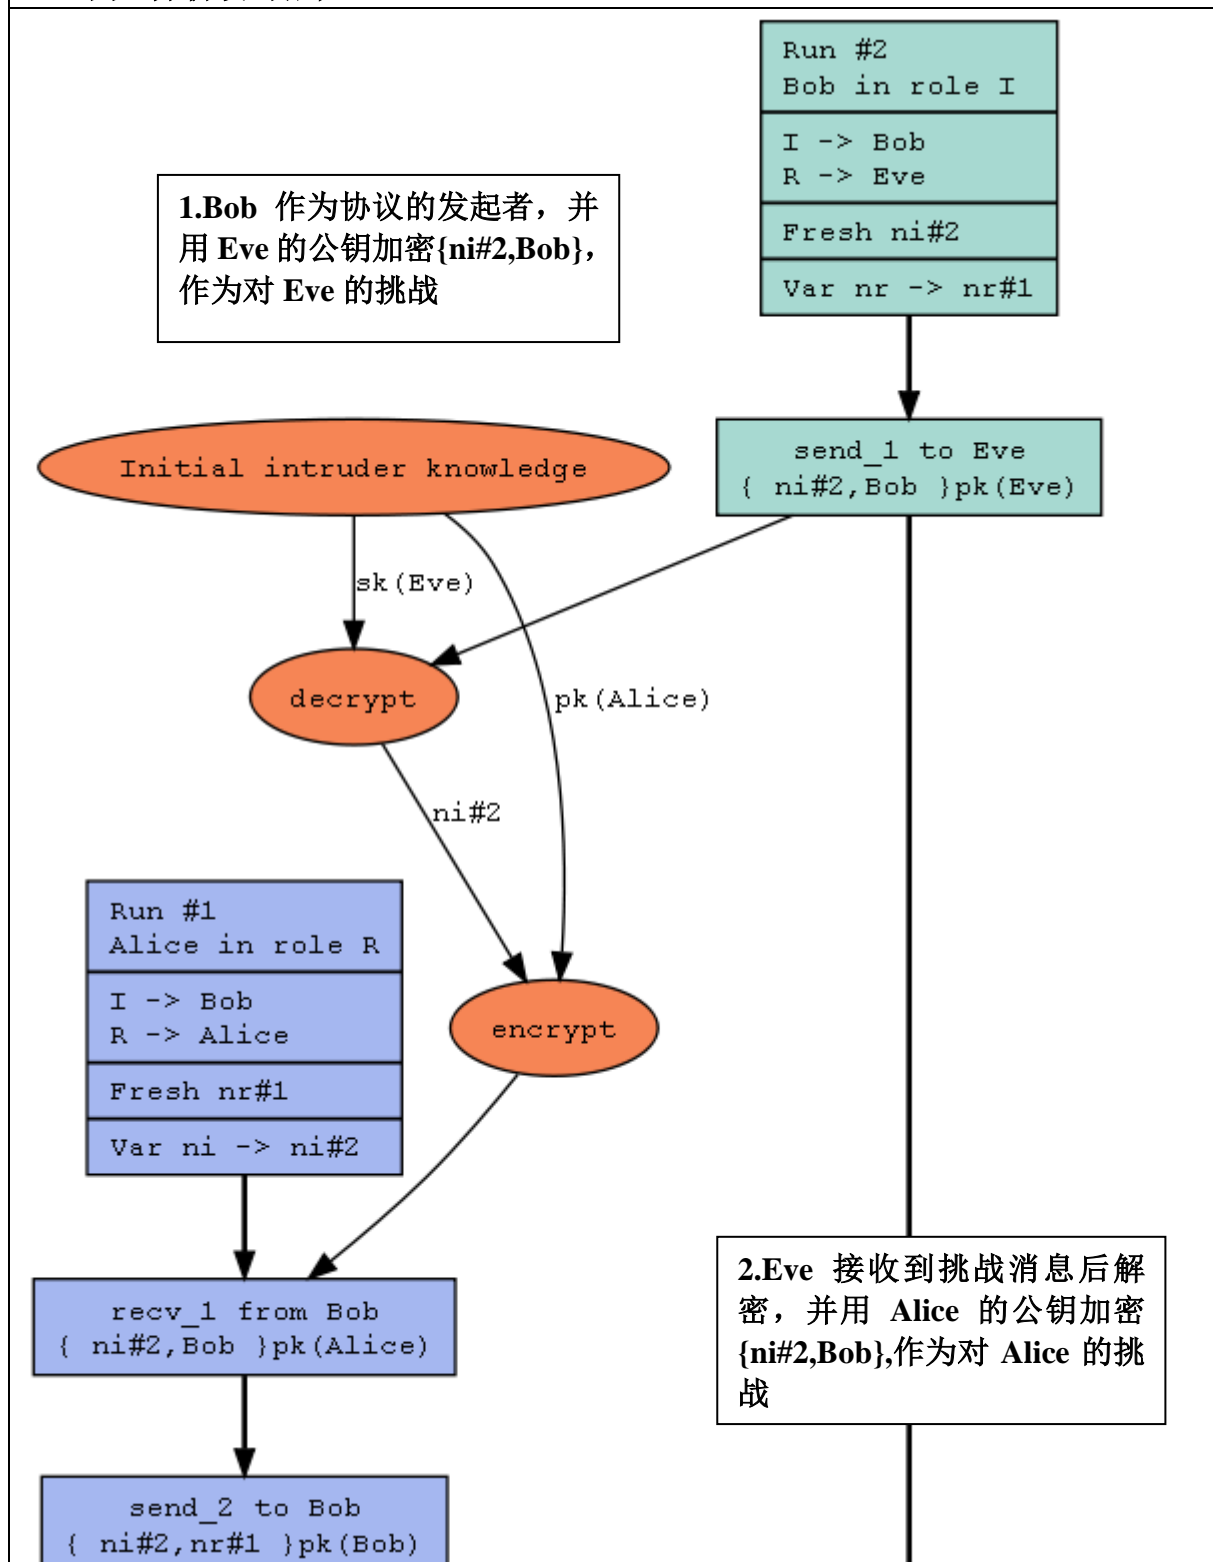 Run #2
Bob in role I
I -> Bob
R -> Eve
Fresh ni#2
Var nr -> nr#1
1.Bob 作为协议的发起者，并
用 Eve 的公钥加密{ni#2,Bob}，
作为对 Eve 的挑战
Initial intruder knowledge
send_1 to Eve
{ ni#2,Bob }pk(Eve)
sk(Eve)
decrypt
pk(Alice)
ni#2
Run #1
Alice in role R
I -> Bob
R -> Alice
Fresh nr#1
Var ni -> ni#2
encrypt
recv_1 from Bob
{ ni#2,Bob }pk(Alice)
2.Eve 接收到挑战消息后解
密，并用 Alice 的公钥加密
{ni#2,Bob},作为对 Alice 的挑
战
send_2 to Bob
{ ni#2,nr#1 }pk(Bob)